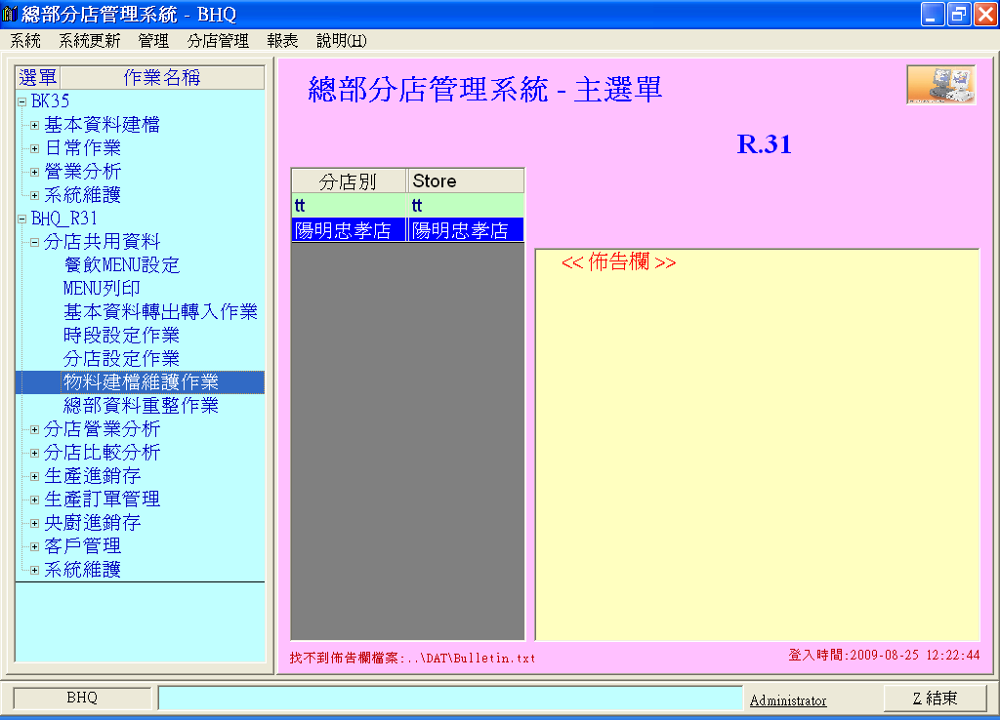 總部分店管理系統 - BHQ
系統 系統更新 管理 分店管理 報表 說明(H)
選單 作業名稱
BK35
基本資料建檔
日常作業
營業分析
系統維護
BHQ_R31
分店共用資料
餐飲MENU設定
MENU列印
基本資料轉出轉入作業
時段設定作業
分店設定作業
物料建檔維護作業
總部資料重整作業
分店營業分析
分店比較分析
生產進銷存
生產訂單管理
央廚進銷存
客戶管理
系統維護
總部分店管理系統 - 主選單
R.31
分店別 Store
tt tt
陽明忠孝店 陽明忠孝店
<< 佈告欄 >>
找不到佈告欄檔案:..\DAT\Bulletin.txt
登入時間:2009-08-25 12:22:44
BHQ
Administrator
Z 結束